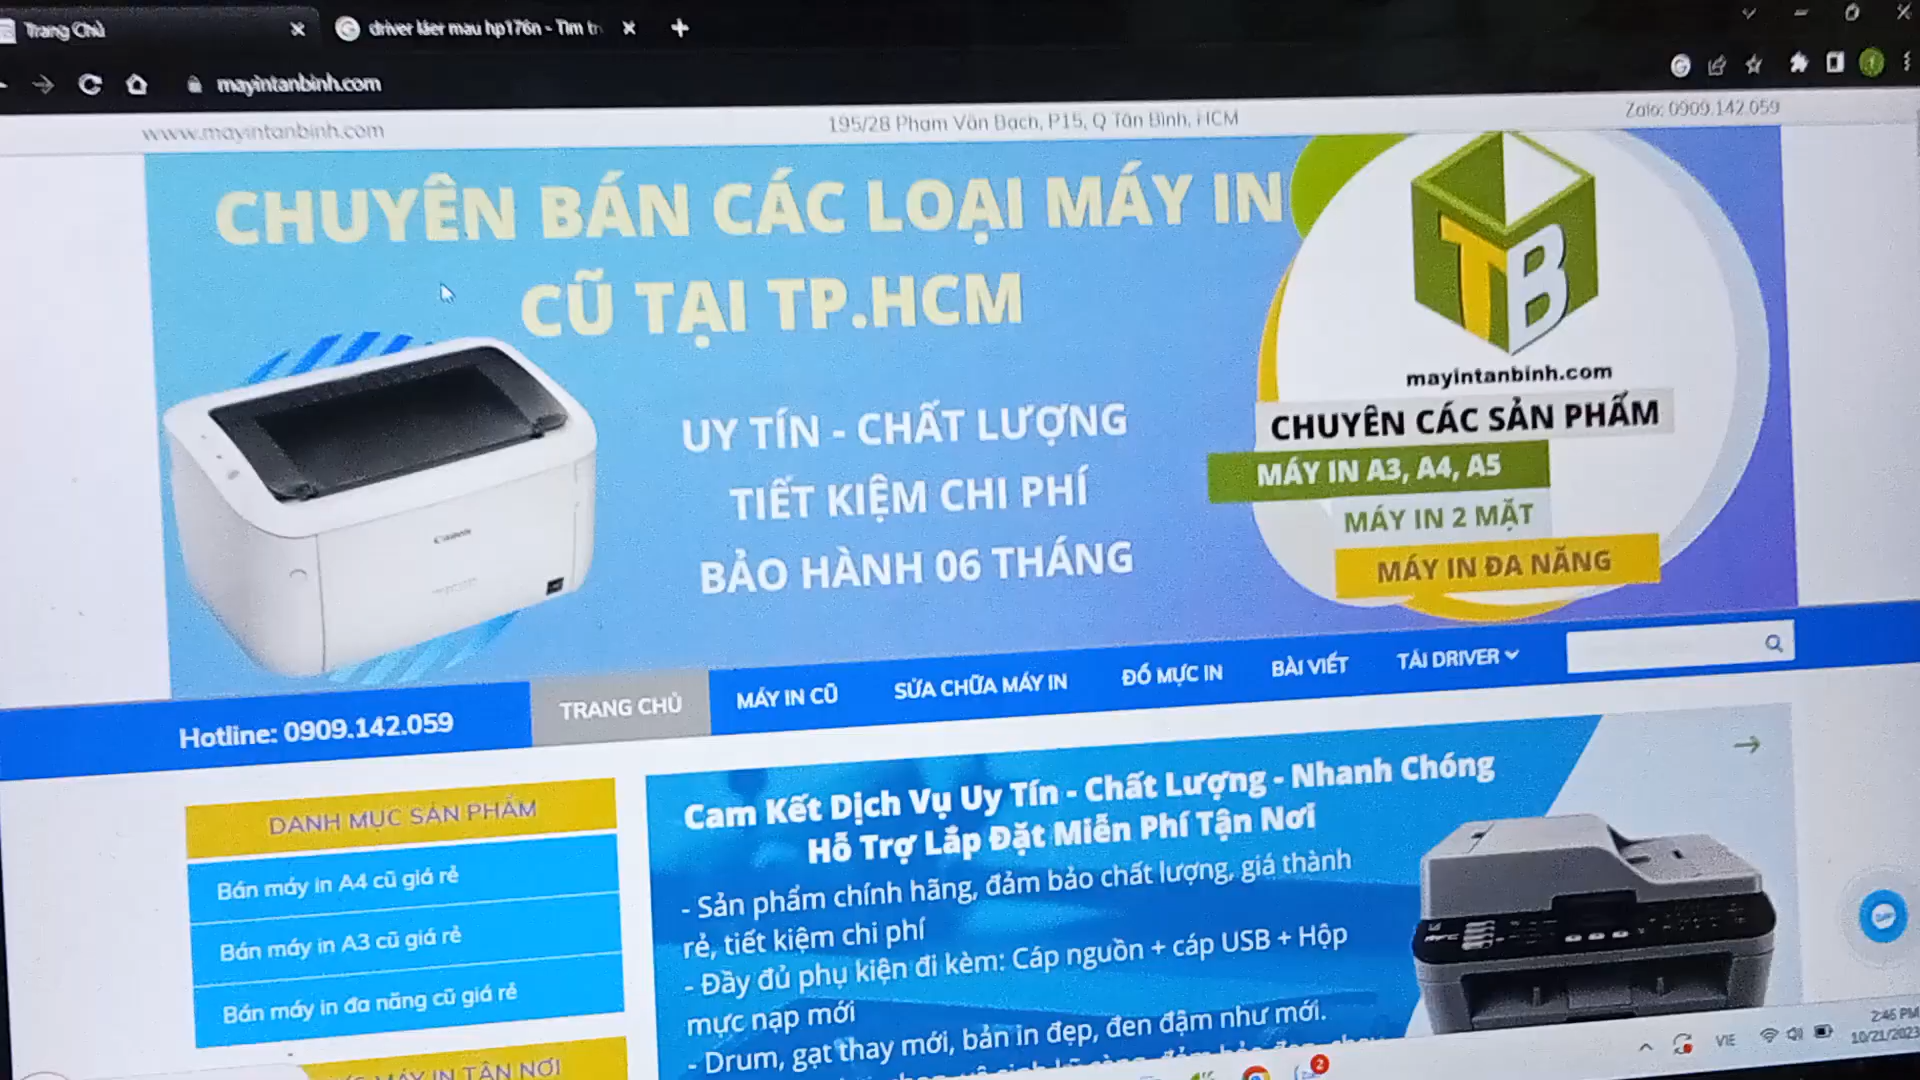 Trang Chủ
driver láer mau hp176n - Tìm tr
mayintanbinh.com
www.mayintanbinh.com
195/28 Phạm Văn Bạch, P15, Q Tân Bình, HCM
Zalo: 0909.142.059
CHUYÊN BÁN CÁC LOẠI MÁY IN
CŨ TẠI TP.HCM
UY TÍN - CHẤT LƯỢNG
TIẾT KIỆM CHI PHÍ
BẢO HÀNH 06 THÁNG
Canon
TB
mayintanbinh.com
CHUYÊN CÁC SẢN PHẨM
MÁY IN A3, A4, A5
MÁY IN 2 MẶT
MÁY IN ĐA NĂNG
Hotline: 0909.142.059
TRANG CHỦ
MÁY IN CŨ
SỬA CHỮA MÁY IN
ĐỔ MỰC IN
BÀI VIẾT
TẢI DRIVER
DANH MỤC SẢN PHẨM
Bán máy in A4 cũ giá rẻ
Bán máy in A3 cũ giá rẻ
Bán máy in đa năng cũ giá rẻ
MÁY IN TẬN NƠI
Cam Kết Dịch Vụ Uy Tín - Chất Lượng - Nhanh Chóng
Hỗ Trợ Lắp Đặt Miễn Phí Tận Nơi
- Sản phẩm chính hãng, đảm bảo chất lượng, giá thành
rẻ, tiết kiệm chi phí
- Đầy đủ phụ kiện đi kèm: Cáp nguồn + cáp USB + Hộp
mực nạp mới
- Drum, gạt thay mới, bản in đẹp, đen đậm như mới.
2
VIE
2:46 PM
10/21/2023